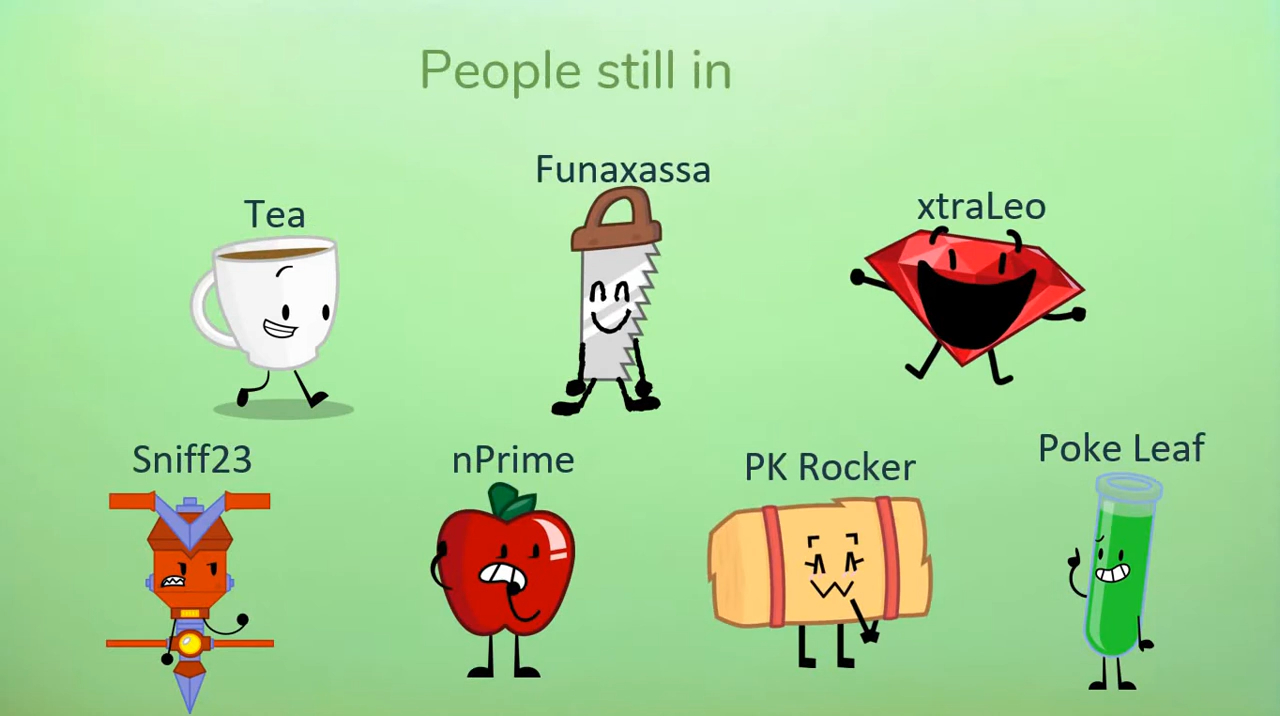 People still in
Funaxassa
Tea
xtraLeo
Sniff23
nPrime
PK Rocker
Poke Leaf